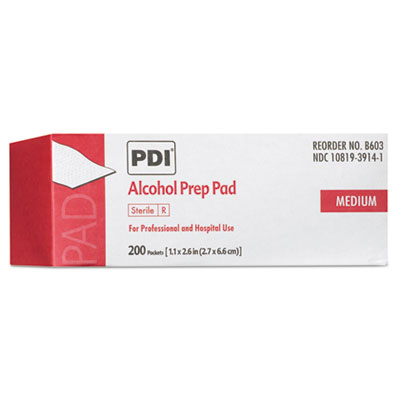 PAD
PDI®
Alcohol Prep Pad
Sterile R
For Professional and Hospital Use
200 Packets [1.1 x 2.6 in (2.7 x 6.6 cm)]
REORDER NO. B603
NDC 10819-3914-1
MEDIUM